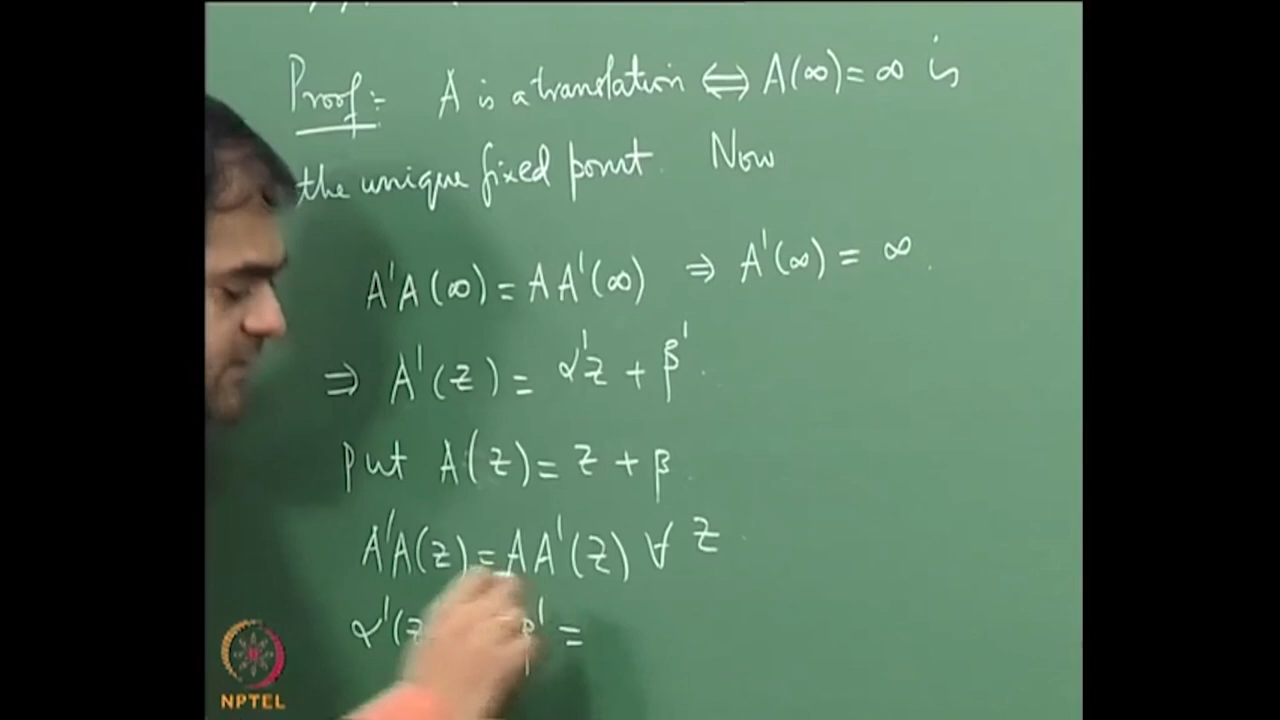 Proof:- A is a translation ⇔ A(∞) = ∞ is
the unique fixed point. Now
A'A(∞) = AA'(∞) ⇒ A'(∞) = ∞.
⇒ A'(z) = α'z + β'.
put A(z) = z + β.
A'A(z) = AA'(z) ∀ z
α'(z β' =
NPTEL